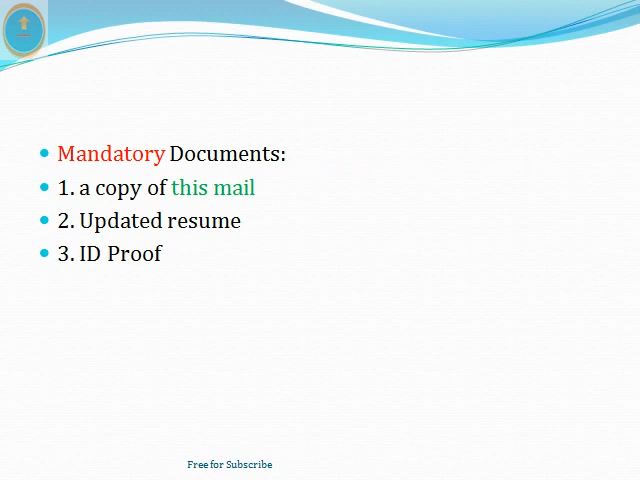 Mandatory Documents:
1. a copy of this mail
2. Updated resume
3. ID Proof
Free for Subscribe